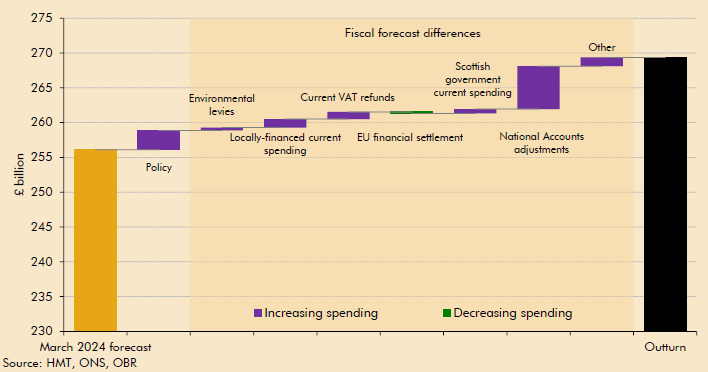 Fiscal forecast differences
275
270
265
260
255
250
245
240
235
230
£ billion
Policy
Environmental
levies
Locally-financed current
spending
Current VAT refunds
EU financial settlement
Scottish
government
current spending
National Accounts
adjustments
Other
Increasing spending
Decreasing spending
March 2024 forecast
Outturn
Source: HMT, ONS, OBR